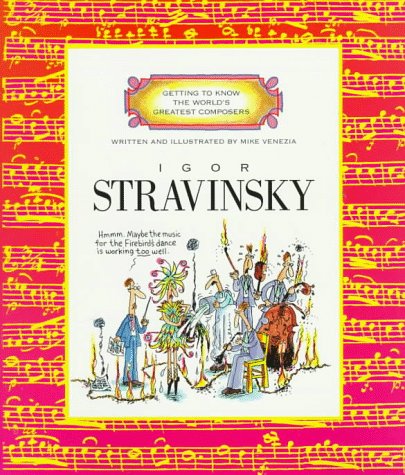 GETTING TO KNOW
THE WORLD'S
GREATEST COMPOSERS
WRITTEN AND ILLUSTRATED BY MIKE VENEZIA
IGOR
STRAVINSKY
Hmmm. Maybe the music
for the Firebird's dance
is working too well.